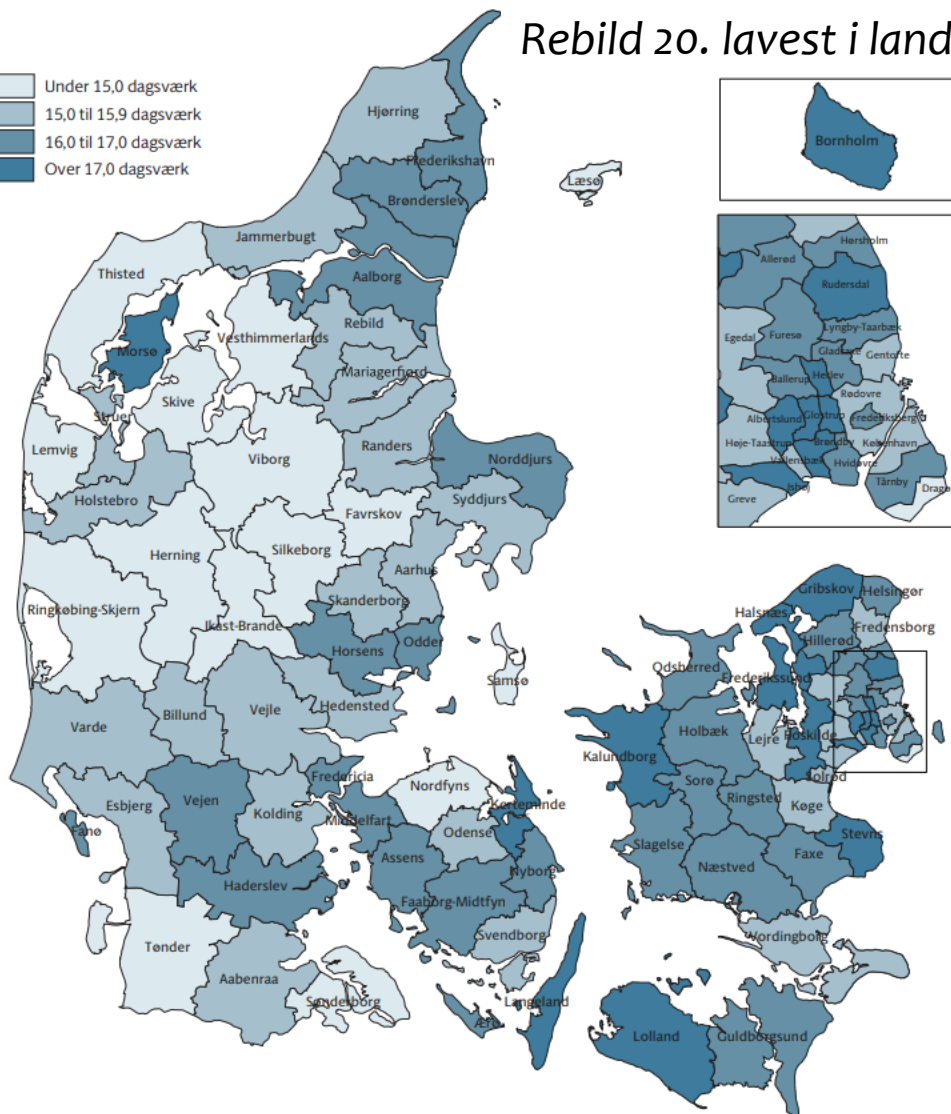 Rebild 20. lavest i land
Under 15,0 dagsværk
15,0 til 15,9 dagsværk
16,0 til 17,0 dagsværk
Over 17,0 dagsværk
Hjørring
Frederikshavn
Brønderslev
Læsø
Bornholm
Jammerbugt
Thisted
Aalborg
Morsø
Vesthimmerlands
Rebild
Mariagerfjord
Struer
Skive
Lemvig
Viborg
Randers
Norddjurs
Holstebro
Syddjurs
Favrskov
Herning
Silkeborg
Aarhus
Skanderborg
Ringkøbing-Skjern
Ikast-Brande
Horsens
Odder
Samsø
Hedensted
Varde
Billund
Vejle
Esbjerg
Vejen
Kolding
Fredericia
Fanø
Middelfart
Nordfyns
Kerteminde
Odense
Assens
Nyborg
Haderslev
Faaborg-Midtfyn
Svendborg
Tønder
Aabenraa
Sønderborg
Ærø
Langeland
Hørsholm
Allerød
Rudersdal
Egedal
Furesø
Lyngby-Taarbæk
Gladsaxe
Gentofte
Ballerup
Herlev
Rødovre
Albertslund
Glostrup
Frederiksberg
Høje-Taastrup
Brøndby
København
Vallensbæk
Hvidovre
Ishøj
Tårnby
Greve
Dragø
Gribskov
Helsingør
Halsnæs
Hillerød
Fredensborg
Odsherred
Frederikssund
Holbæk
Lejre
Roskilde
Kalundborg
Solrød
Sorø
Ringsted
Køge
Stevns
Slagelse
Næstved
Faxe
Vordingborg
Lolland
Guldborgsund